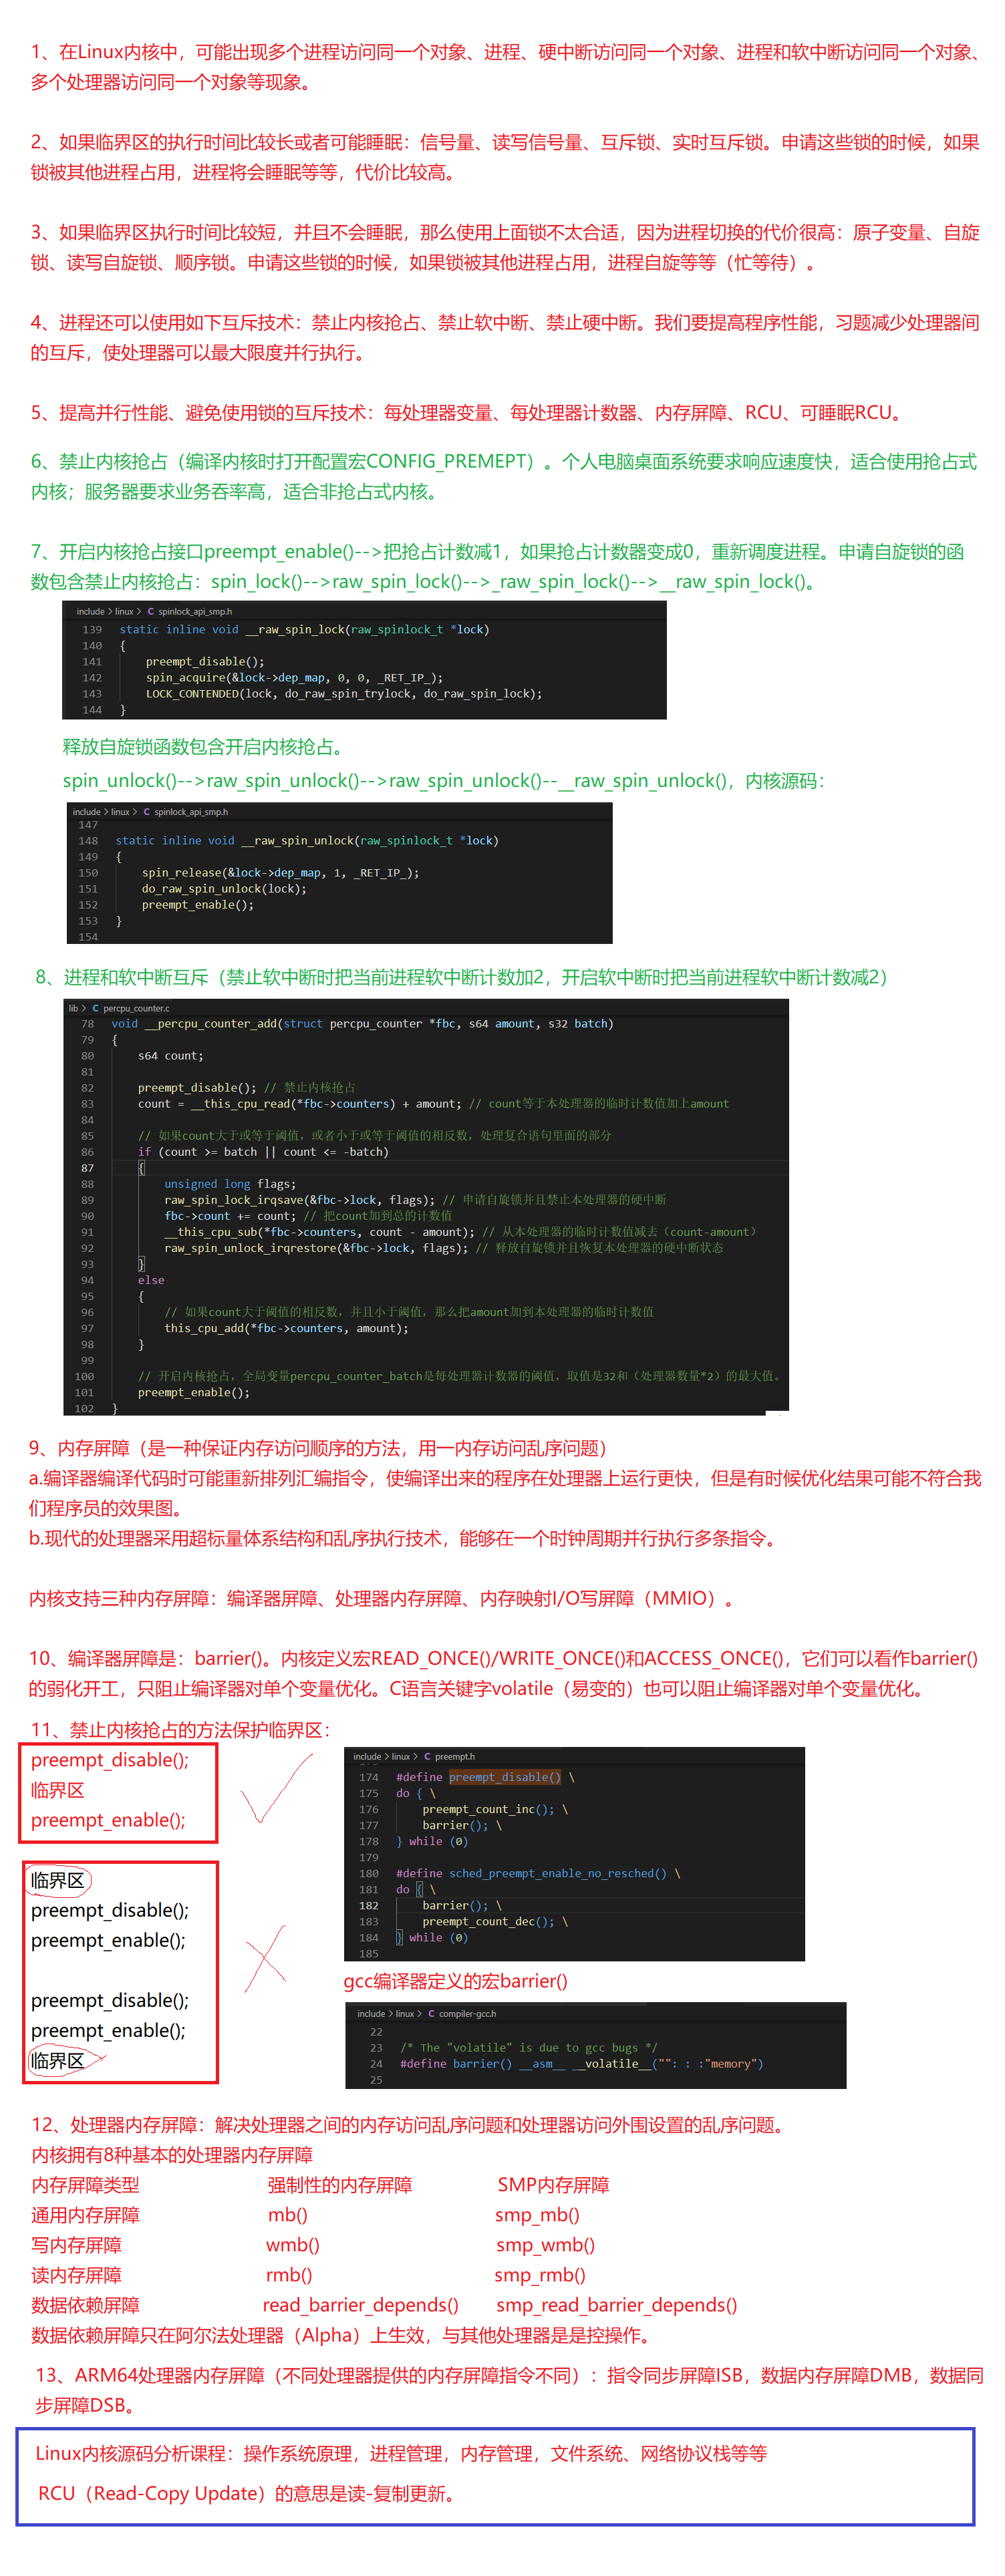 1、在Linux内核中，可能出现多个进程访问同一个对象、进程、硬中断访问同一个对象、进程和软中断访问同一个对象、
多个处理器访问同一个对象等现象。
2、如果临界区的执行时间比较长或者可能睡眠：信号量、读写信号量、互斥锁、实时互斥锁。申请这些锁的时候，如果
锁被其他进程占用，进程将会睡眠等等，代价比较高。
3、如果临界区执行时间比较短，并且不会睡眠，那么使用上面锁不太合适，因为进程切换的代价很高：原子变量、自旋
锁、读写自旋锁、顺序锁。申请这些锁的时候，如果锁被其他进程占用，进程自旋等等（忙等待）。
4、进程还可以使用如下互斥技术：禁止内核抢占、禁止软中断、禁止硬中断。我们要提高程序性能，习题减少处理器间
的互斥，使处理器可以最大限度并行执行。
5、提高并行性能、避免使用锁的互斥技术：每处理器变量、每处理器计数器、内存屏障、RCU、可睡眠RCU。
6、禁止内核抢占（编译内核时打开配置宏CONFIG_PREMEPT）。个人电脑桌面系统要求响应速度快，适合使用抢占式
内核；服务器要求业务吞率高，适合非抢占式内核。
7、开启内核抢占接口preempt_enable()-->把抢占计数减1，如果抢占计数器变成0，重新调度进程。申请自旋锁的函
数包含禁止内核抢占：spin_lock()-->raw_spin_lock()-->_raw_spin_lock()-->__raw_spin_lock()。
include > linux > C spinlock_api_smp.h
139 static inline void __raw_spin_lock(raw_spinlock_t *lock)
140 {
141 preempt_disable();
142 spin_acquire(&lock->dep_map, 0, 0, _RET_IP_);
143 LOCK_CONTENDED(lock, do_raw_spin_trylock, do_raw_spin_lock);
144 }
释放自旋锁函数包含开启内核抢占。
spin_unlock()-->raw_spin_unlock()-->raw_spin_unlock()--__raw_spin_unlock()，内核源码：
include > linux > C spinlock_api_smp.h
147
148 static inline void __raw_spin_unlock(raw_spinlock_t *lock)
149 {
150 spin_release(&lock->dep_map, 1, _RET_IP_);
151 do_raw_spin_unlock(lock);
152 preempt_enable();
153 }
154
8、进程和软中断互斥（禁止软中断时把当前进程软中断计数加2，开启软中断时把当前进程软中断计数减2）
lib > C percpu_counter.c
78 void __percpu_counter_add(struct percpu_counter *fbc, s64 amount, s32 batch)
79 {
80 s64 count;
81
82 preempt_disable(); // 禁止内核抢占
83 count = __this_cpu_read(*fbc->counters) + amount; // count等于本处理器的临时计数值加上amount
84
85 // 如果count大于或等于阈值，或者小于或等于阈值的相反数，处理复合语句里面的部分
86 if (count >= batch || count <= -batch)
87 {
88 unsigned long flags;
89 raw_spin_lock_irqsave(&fbc->lock, flags); // 申请自旋锁并且禁止本处理器的硬中断
90 fbc->count += count; // 把count加到总的计数值
91 __this_cpu_sub(*fbc->counters, count - amount); // 从本处理器的临时计数值减去（count-amount）
92 raw_spin_unlock_irqrestore(&fbc->lock, flags); // 释放自旋锁并且恢复本处理器的硬中断状态
93 }
94 else
95 {
96 // 如果count大于阈值的相反数，并且小于阈值，那么把amount加到本处理器的临时计数值
97 this_cpu_add(*fbc->counters, amount);
98 }
99
100 // 开启内核抢占，全局变量percpu_counter_batch是每处理器计数器的阈值，取值是32和（处理器数量*2）的最大值。
101 preempt_enable();
102 }
9、内存屏障（是一种保证内存访问顺序的方法，用一内存访问乱序问题）
a.编译器编译代码时可能重新排列汇编指令，使编译出来的程序在处理器上运行更快，但是有时候优化结果可能不符合我
们程序员的效果图。
b.现代的处理器采用超标量体系结构和乱序执行技术，能够在一个时钟周期并行执行多条指令。
内核支持三种内存屏障：编译器屏障、处理器内存屏障、内存映射I/O写屏障（MMIO）。
10、编译器屏障是：barrier()。内核定义宏READ_ONCE()/WRITE_ONCE()和ACCESS_ONCE()，它们可以看作barrier()
的弱化开工，只阻止编译器对单个变量优化。C语言关键字volatile（易变的）也可以阻止编译器对单个变量优化。
11、禁止内核抢占的方法保护临界区：
preempt_disable();
临界区
preempt_enable();
临界区
preempt_disable();
preempt_enable();
preempt_disable();
preempt_enable();
临界区
include > linux > C preempt.h
174 #define preempt_disable() \
175 do { \
176 preempt_count_inc(); \
177 barrier(); \
178 } while (0)
179
180 #define sched_preempt_enable_no_resched() \
181 do { \
182 barrier(); \
183 preempt_count_dec(); \
184 } while (0)
185
gcc编译器定义的宏barrier()
include > linux > C compiler-gcc.h
22
23 /* The "volatile" is due to gcc bugs */
24 #define barrier() __asm__ __volatile__("": : :"memory")
25
12、处理器内存屏障：解决处理器之间的内存访问乱序问题和处理器访问外围设置的乱序问题。
内核拥有8种基本的处理器内存屏障
内存屏障类型 强制性的内存屏障 SMP内存屏障
通用内存屏障 mb() smp_mb()
写内存屏障 wmb() smp_wmb()
读内存屏障 rmb() smp_rmb()
数据依赖屏障 read_barrier_depends() smp_read_barrier_depends()
数据依赖屏障只在阿尔法处理器（Alpha）上生效，与其他处理器是是控操作。
13、ARM64处理器内存屏障（不同处理器提供的内存屏障指令不同）：指令同步屏障ISB，数据内存屏障DMB，数据同
步屏障DSB。
Linux内核源码分析课程：操作系统原理，进程管理，内存管理，文件系统、网络协议栈等等
RCU（Read-Copy Update）的意思是读-复制更新。